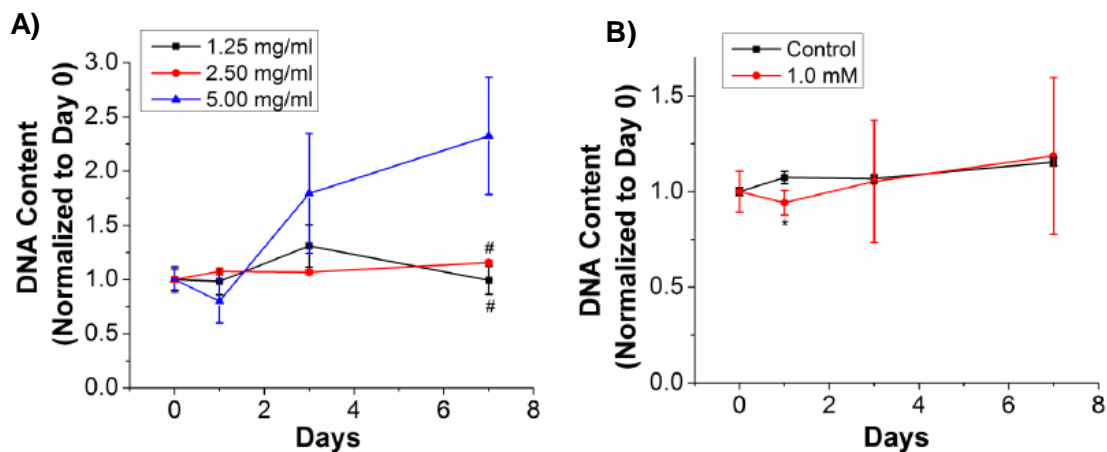 A)
1.25 mg/ml
2.50 mg/ml
5.00 mg/ml
DNA Content
(Normalized to Day 0)
3.0
2.5
2.0
1.5
1.0
0.5
0.0
#
#
0
2
4
6
8
Days
B)
Control
1.0 mM
DNA Content
(Normalized to Day 0)
1.5
1.0
0.5
0.0
*
0
2
4
6
8
Days